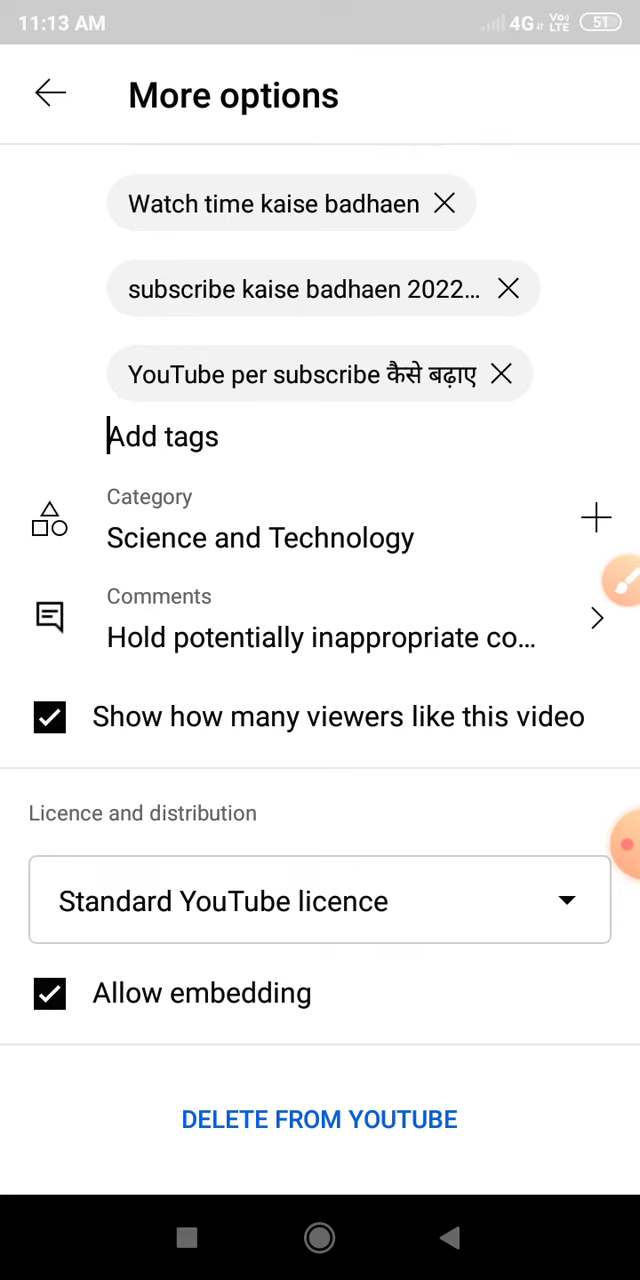 11:13 AM 4G Vo) LTE 51
More options
Watch time kaise badhaen
subscribe kaise badhaen 2022...
YouTube per subscribe कैसे बढ़ाए
Add tags
Category
Science and Technology
Comments
Hold potentially inappropriate co...
Show how many viewers like this video
Licence and distribution
Standard YouTube licence
Allow embedding
DELETE FROM YOUTUBE